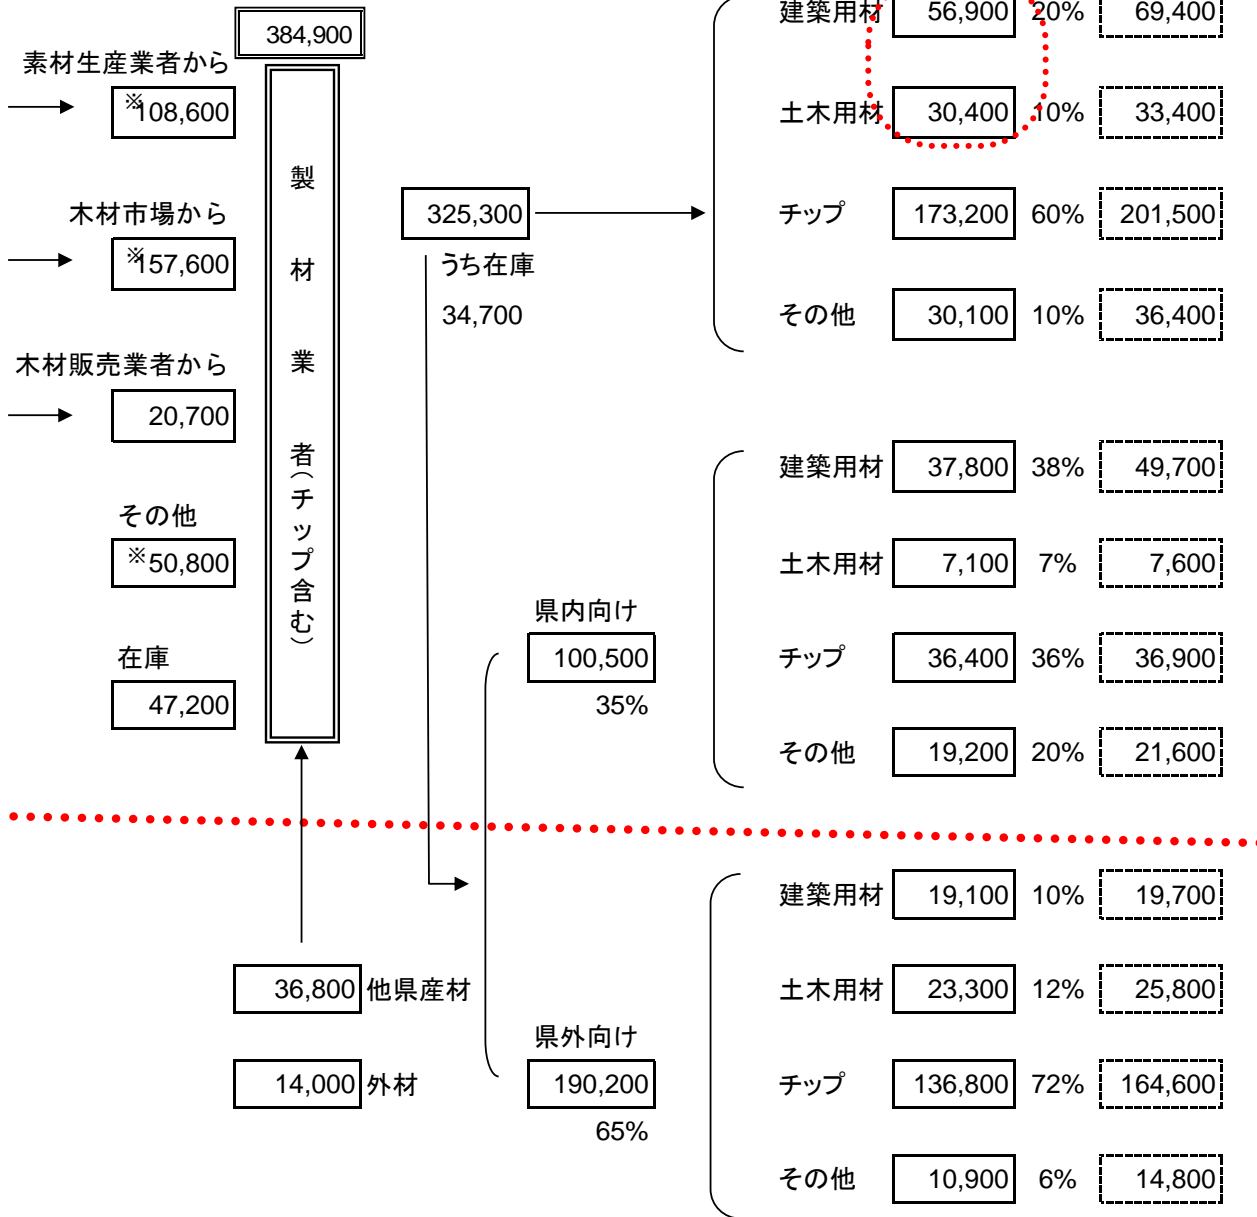 384,900
素材生産業者から
※108,600
木材市場から
※157,600
木材販売業者から
20,700
その他
※50,800
在庫
47,200
製材業者(チップ含む)
36,800 他県産材
14,000 外材
325,300
うち在庫
34,700
県内向け
100,500
35%
県外向け
190,200
65%
建築用材 56,900 20% 69,400
土木用材 30,400 10% 33,400
チップ 173,200 60% 201,500
その他 30,100 10% 36,400
建築用材 37,800 38% 49,700
土木用材 7,100 7% 7,600
チップ 36,400 36% 36,900
その他 19,200 20% 21,600
建築用材 19,100 10% 19,700
土木用材 23,300 12% 25,800
チップ 136,800 72% 164,600
その他 10,900 6% 14,800